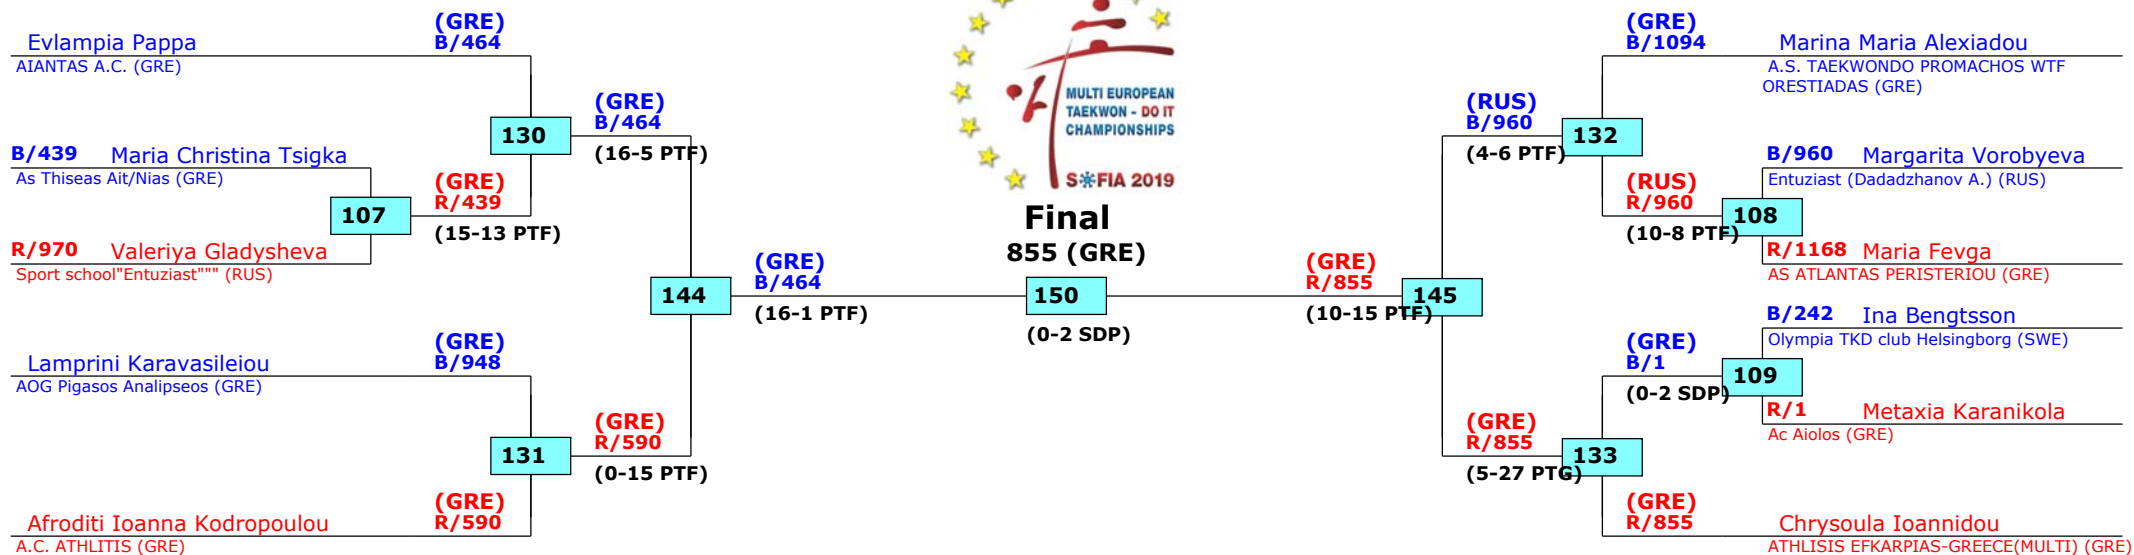 (GRE)
B/464
Evlampia Pappa
AIANTAS A.C. (GRE)
130
(GRE)
B/464
(16-5 PTF)
B/439 Maria Christina Tsigka
As Thiseas Ait/Nias (GRE)
107
(GRE)
R/439
(15-13 PTF)
R/970 Valeriya Gladysheva
Sport school"Entuziast""" (RUS)
144
(GRE)
B/464
(16-1 PTF)
(GRE)
B/948
Lamprini Karavasileiou
AOG Pigasos Analipseos (GRE)
131
(GRE)
R/590
(0-15 PTF)
(GRE)
R/590
Afroditi Ioanna Kodropoulou
A.C. ATHLITIS (GRE)
MULTI EUROPEAN
TAEKWON - DO IT
CHAMPIONSHIPS
S FIA 2019
Final
855 (GRE)
150
(0-2 SDP)
(GRE)
B/1094
Marina Maria Alexiadou
A.S. TAEKWONDO PROMACHOS WTF
ORESTIADAS (GRE)
(RUS)
B/960
132
(4-6 PTF)
B/960 Margarita Vorobyeva
Entuziast (Dadadzhanov A.) (RUS)
(RUS)
R/960
108
(10-8 PTF)
R/1168 Maria Fevga
AS ATLANTAS PERISTERIOU (GRE)
(GRE)
R/855
145
(10-15 PTF)
B/242 Ina Bengtsson
Olympia TKD club Helsingborg (SWE)
(GRE)
B/1
109
(0-2 SDP)
R/1 Metaxia Karanikola
Ac Aiolos (GRE)
(GRE)
R/855
133
(5-27 PTG)
(GRE)
R/855
Chrysoula Ioannidou
ATHLISIS EFKARPIAS-GREECE(MULTI) (GRE)